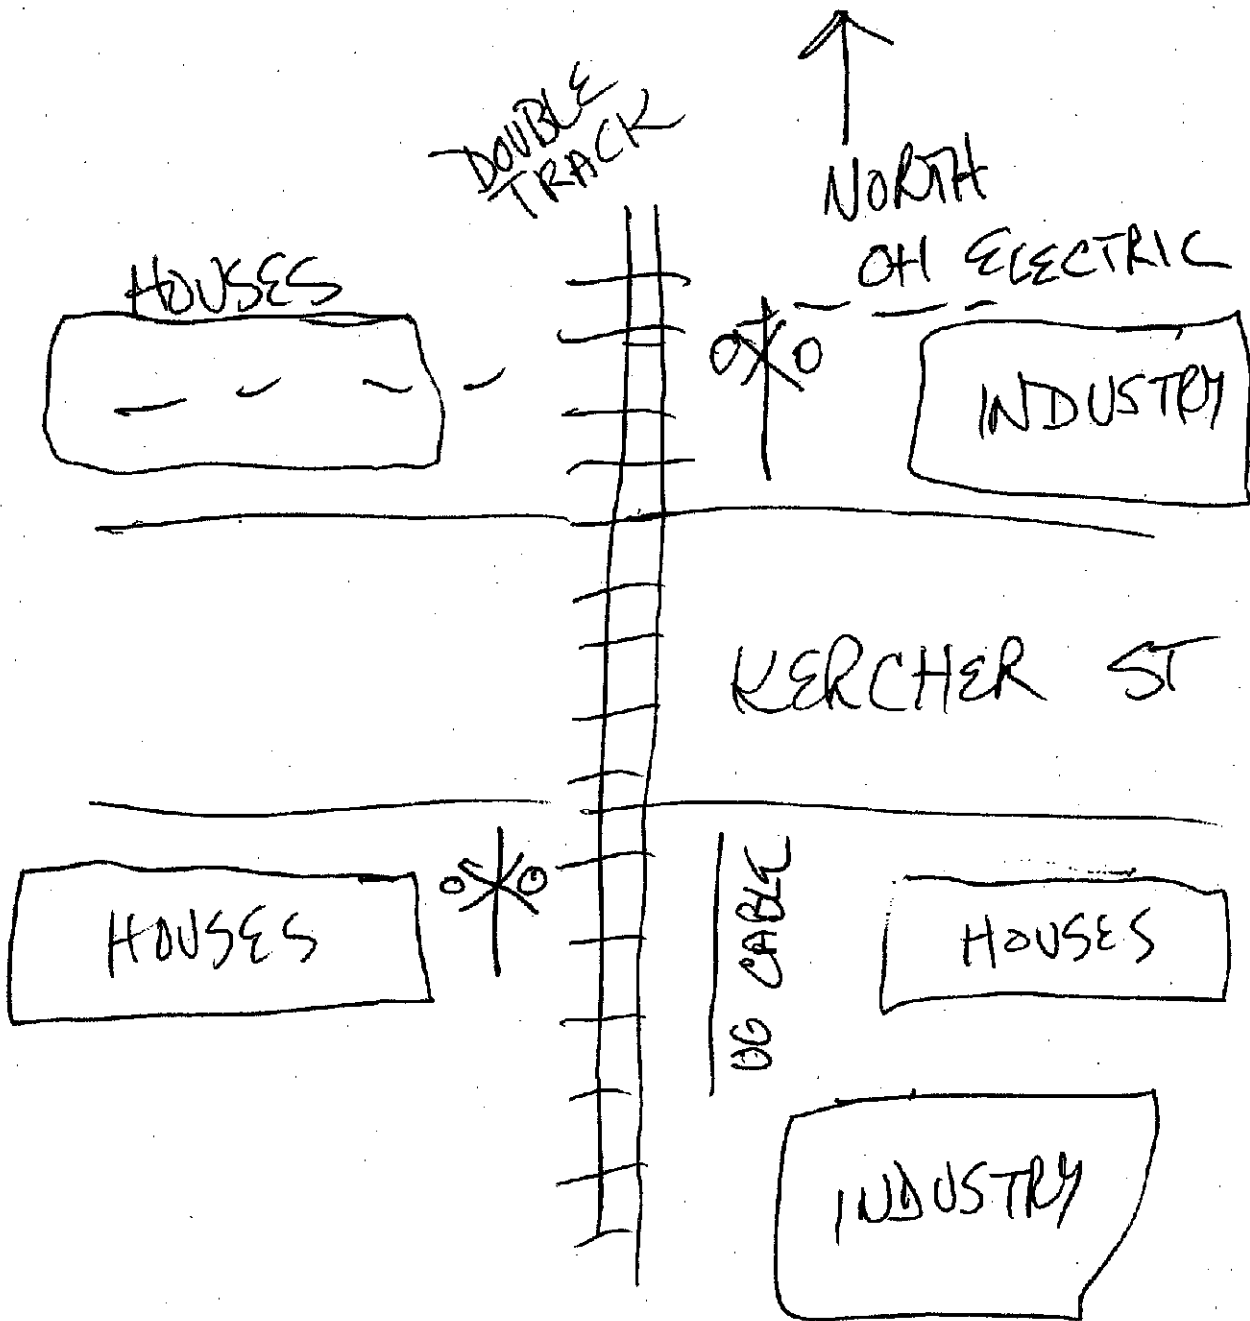 DOUBLE
TRACK
NORTH
OH ELECTRIC
HOUSES
INDUSTRY
KERCHER ST
HOUSES
UG CABLE
HOUSES
INDUSTRY